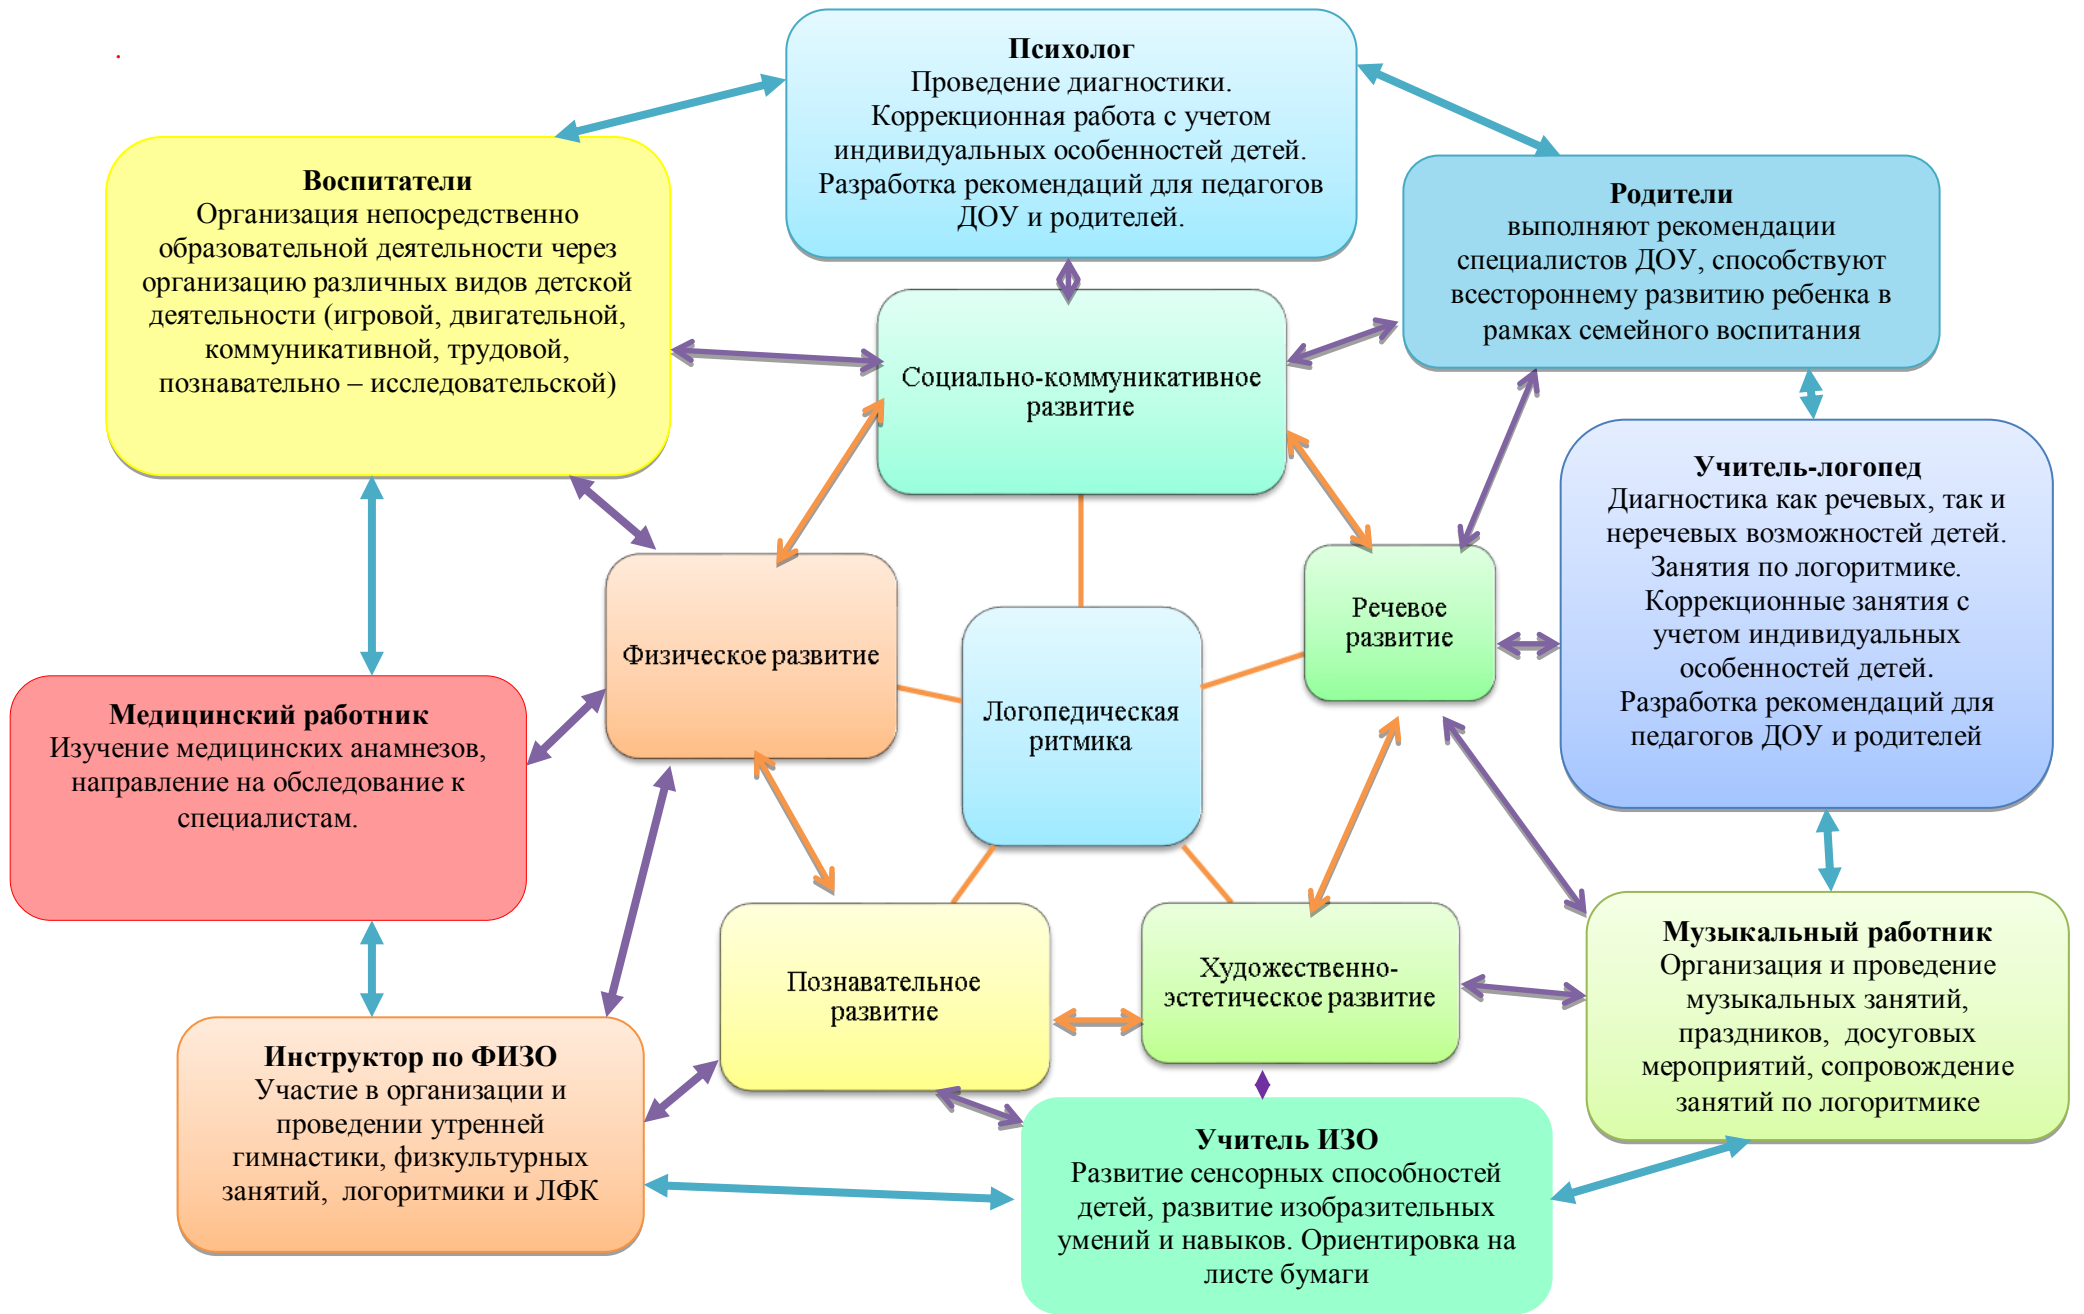 Психолог
Проведение диагностики.
Коррекционная работа с учетом
индивидуальных особенностей детей.
Разработка рекомендаций для педагогов
ДОУ и родителей.
Воспитатели
Организация непосредственно
образовательной деятельности через
организацию различных видов детской
деятельности (игровой, двигательной,
коммуникативной, трудовой,
познавательно – исследовательской)
Родители
выполняют рекомендации
специалистов ДОУ, способствуют
всестороннему развитию ребенка в
рамках семейного воспитания
Социально-коммуникативное
развитие
Учитель-логопед
Диагностика как речевых, так и
неречевых возможностей детей.
Занятия по логоритмике.
Коррекционные занятия с
учетом индивидуальных
особенностей детей.
Разработка рекомендаций для
педагогов ДОУ и родителей
Физическое развитие
Речевое
развитие
Логопедическая
ритмика
Медицинский работник
Изучение медицинских анамнезов,
направление на обследование к
специалистам.
Познавательное
развитие
Художественно-
эстетическое развитие
Музыкальный работник
Организация и проведение
музыкальных занятий,
праздников, досуговых
мероприятий, сопровождение
занятий по логоритмике
Инструктор по ФИЗО
Участие в организации и
проведении утренней
гимнастики, физкультурных
занятий, логоритмики и ЛФК
Учитель ИЗО
Развитие сенсорных способностей
детей, развитие изобразительных
умений и навыков. Ориентировка на
листе бумаги